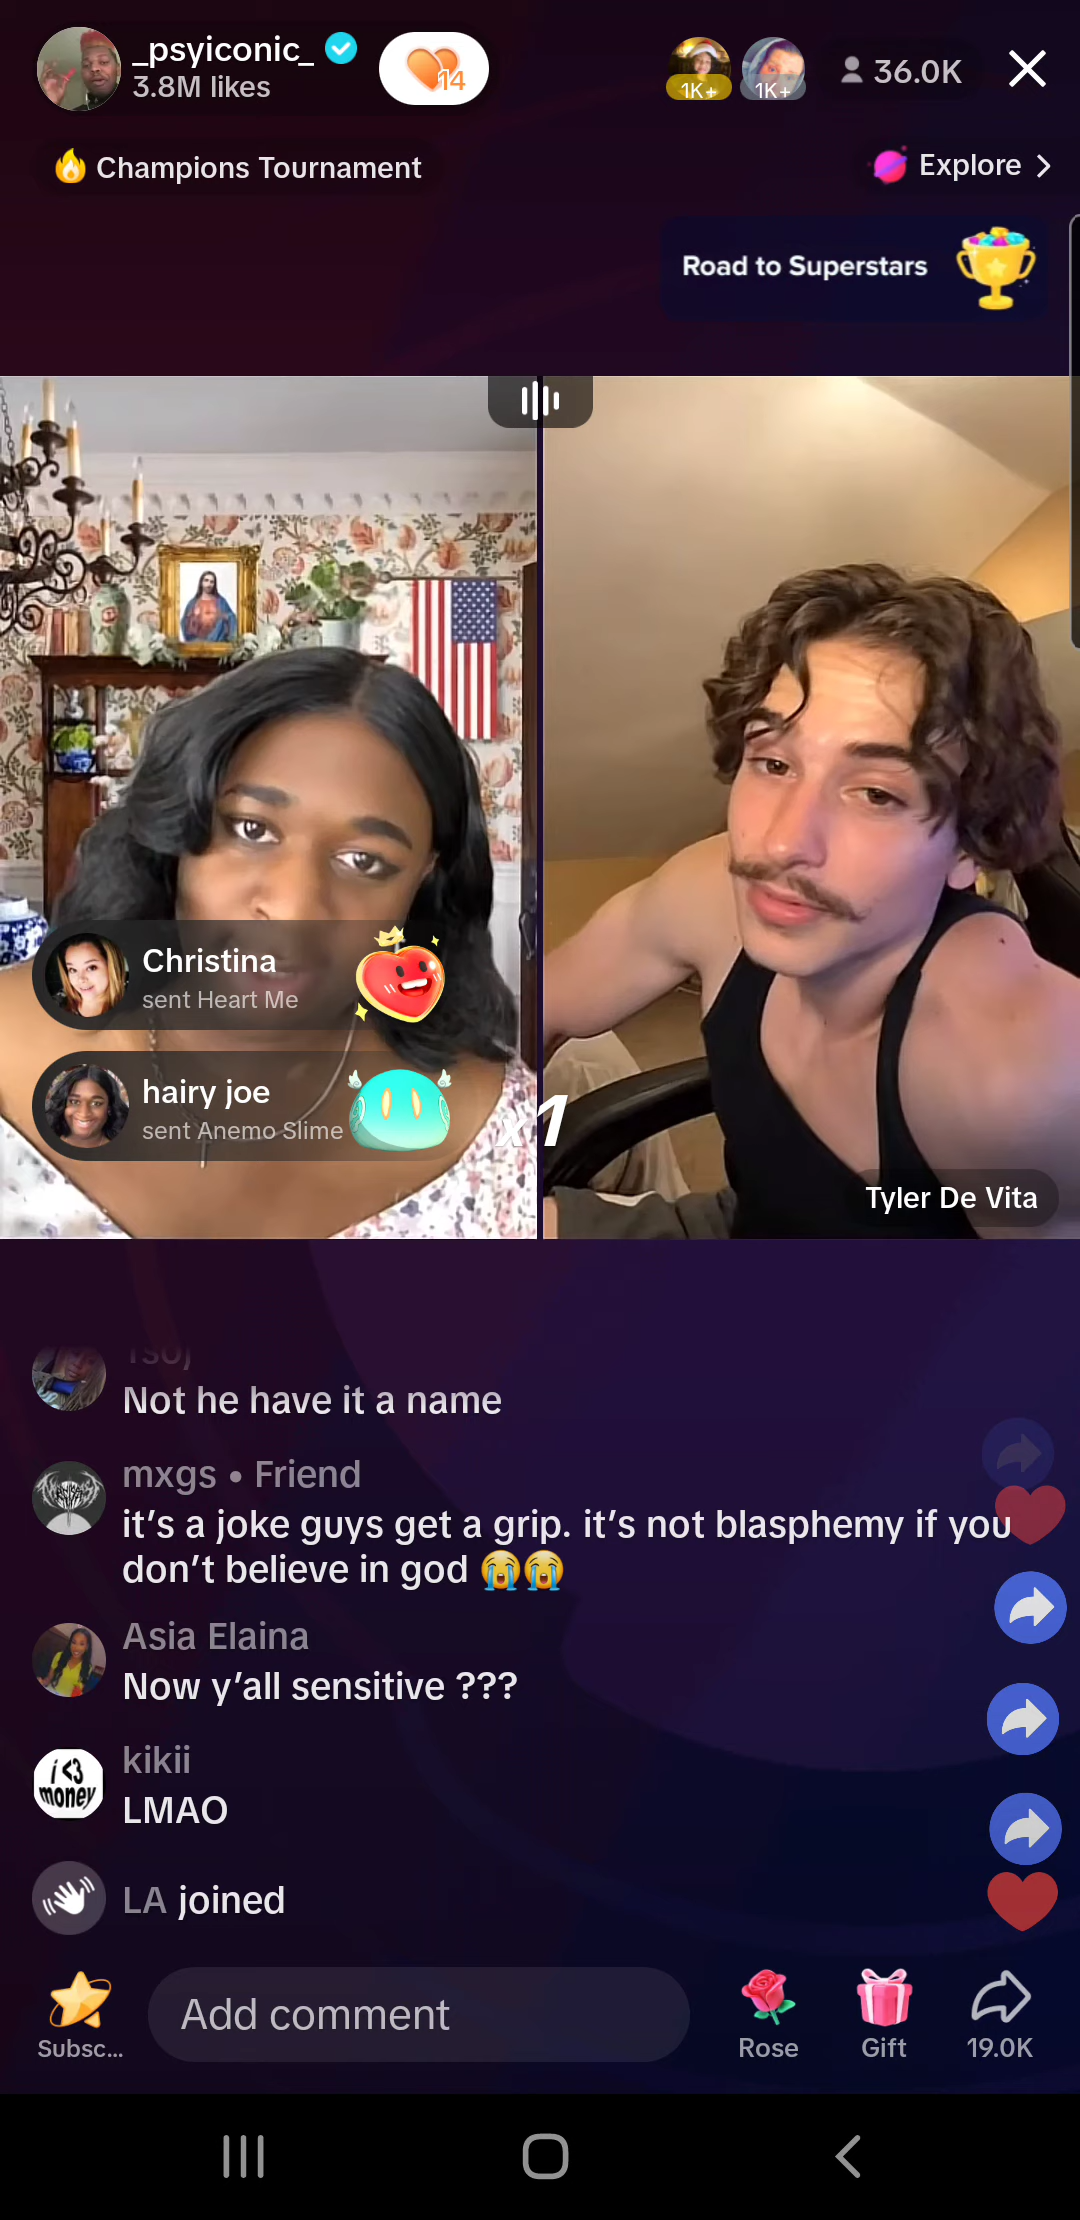 _psyiconic_
3.8M likes
14
1K+
1K+
36.0K
Champions Tournament
Explore
Road to Superstars
Christina
sent Heart Me
hairy joe
sent Anemo Slime
x1
Tyler De Vita
Not he have it a name
mxgs • Friend
it's a joke guys get a grip. it's not blasphemy if you
don't believe in god 😭😭
Asia Elaina
Now y'all sensitive ???
i <3
money
kikii
LMAO
LA joined
Subsc...
Add comment
Rose
Gift
19.0K